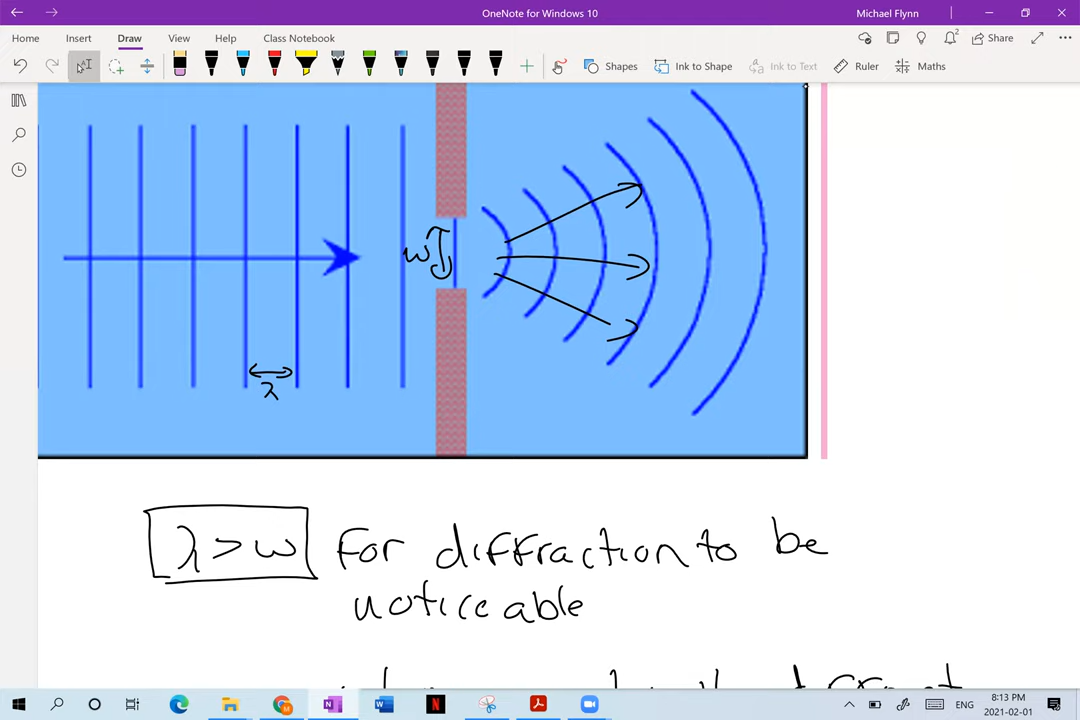 OneNote for Windows 10
Michael Flynn
Home Insert Draw View Help Class Notebook
Share
Shapes Ink to Shape Ink to Text Ruler Maths
w
λ
λ > w For diffraction to be
noticeable
8:13 PM
ENG
2021-02-01